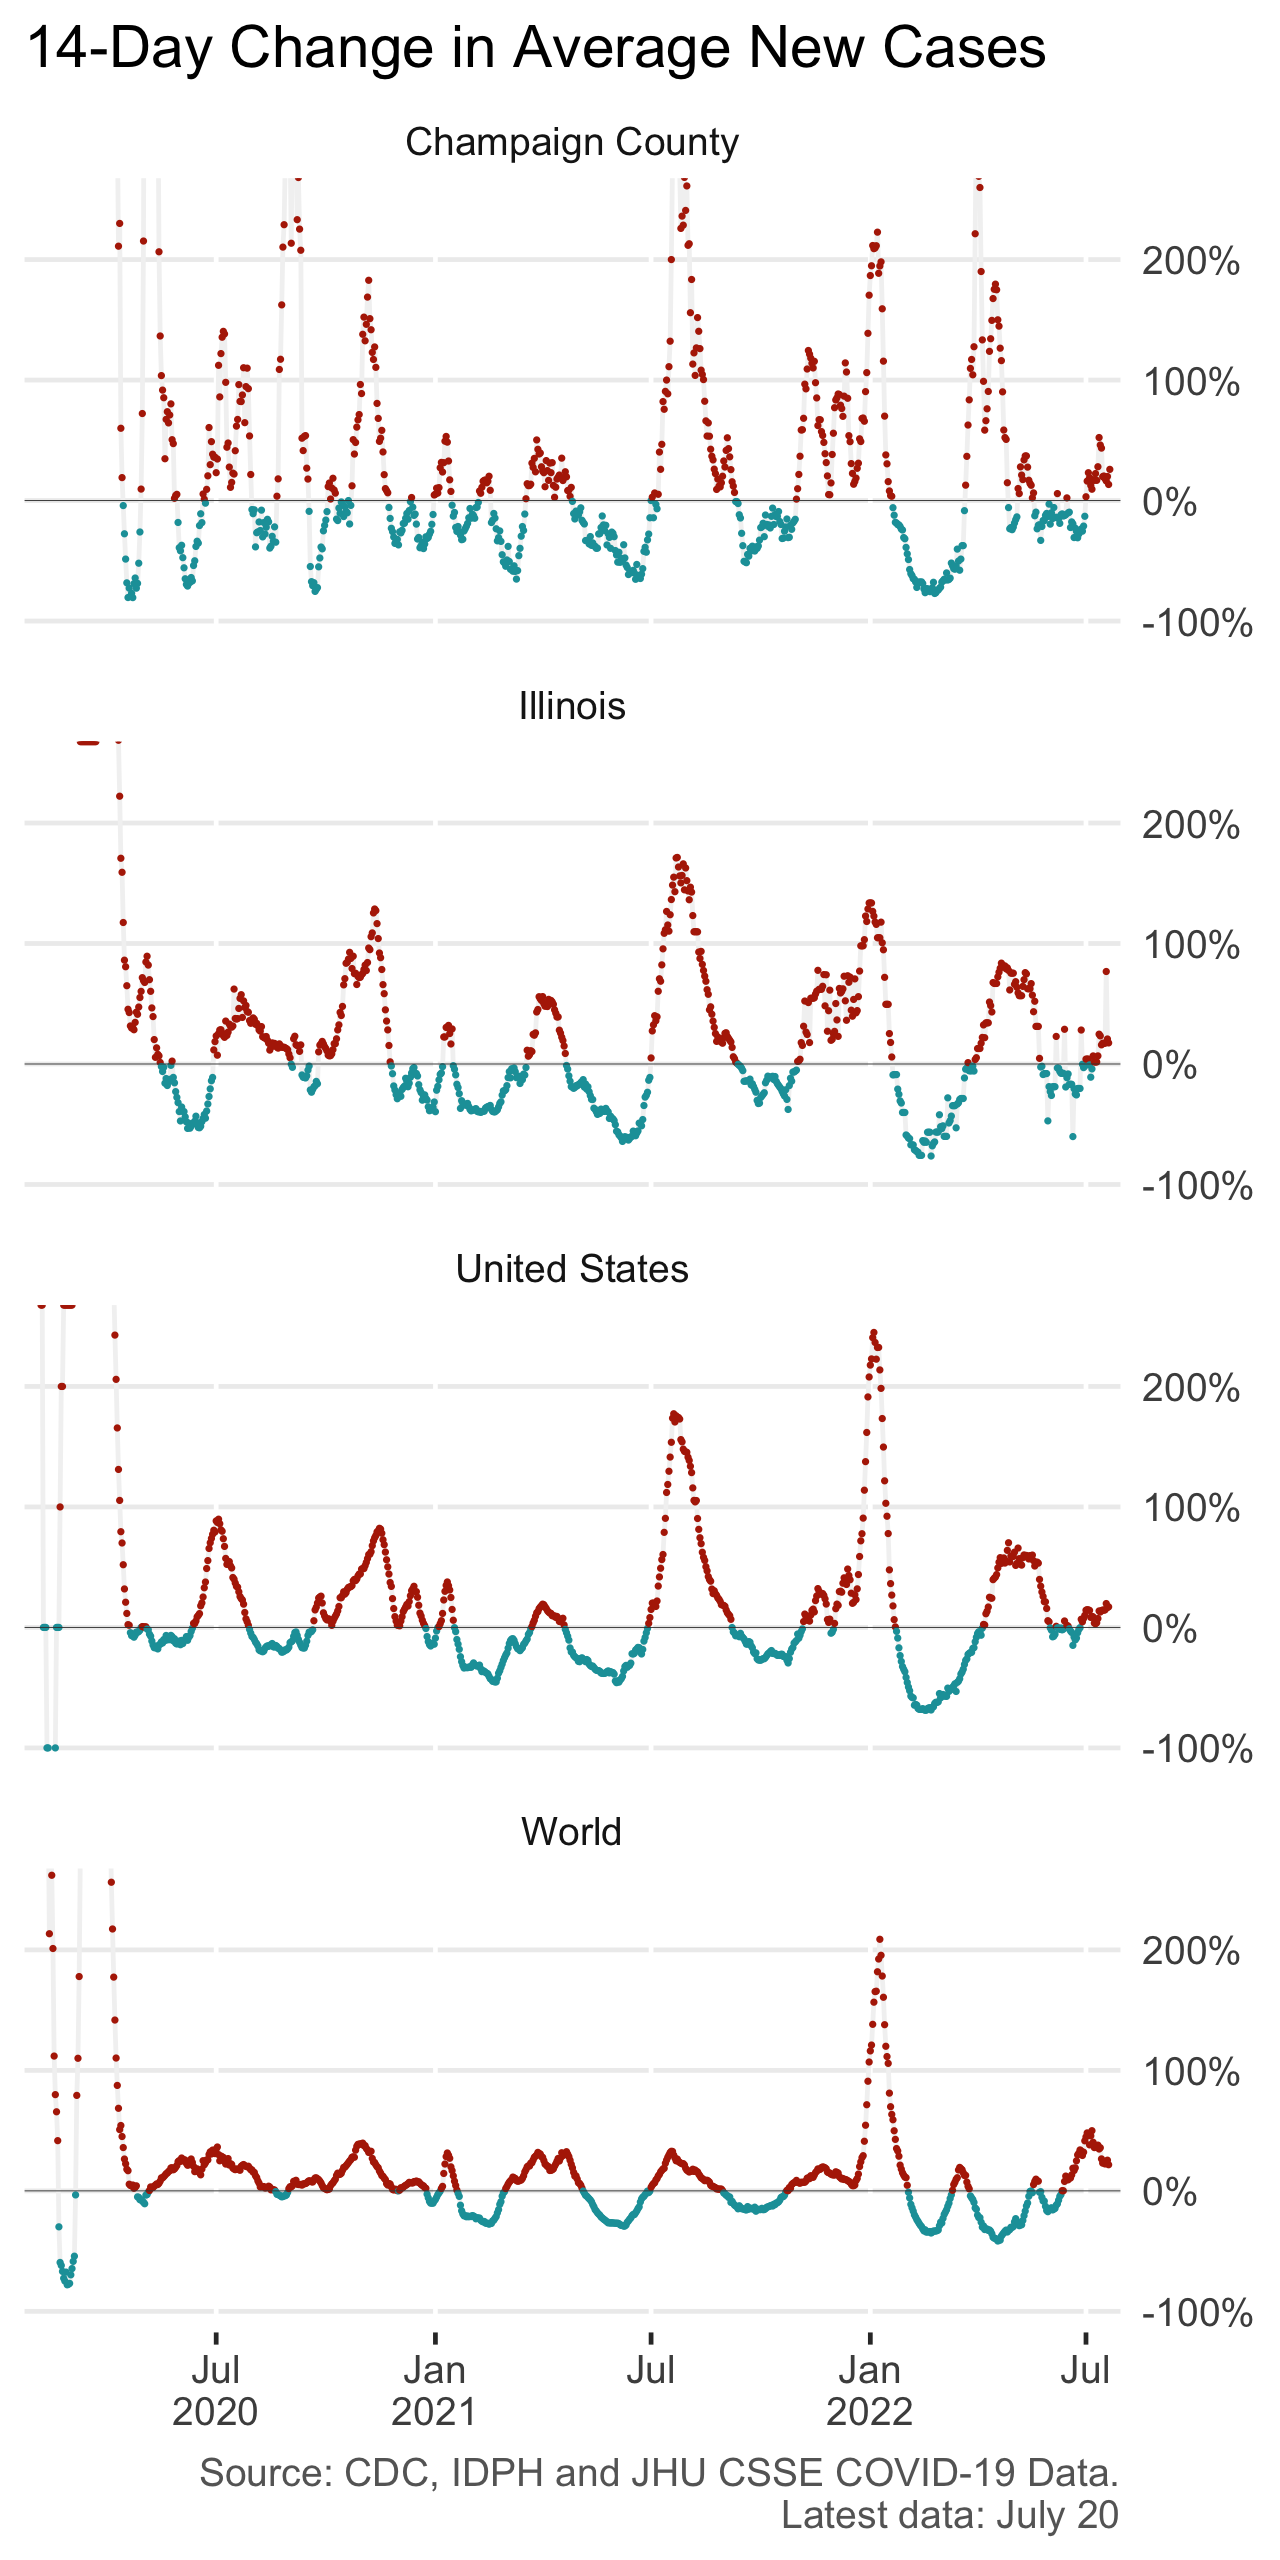 14-Day Change in Average New Cases
Champaign County
200%
100%
0%
-100%
Illinois
200%
100%
0%
-100%
United States
200%
100%
0%
-100%
World
200%
100%
0%
-100%
Jul Jan Jul Jan Jul
2020 2021 2022
Source: CDC, IDPH and JHU CSSE COVID-19 Data.
Latest data: July 20